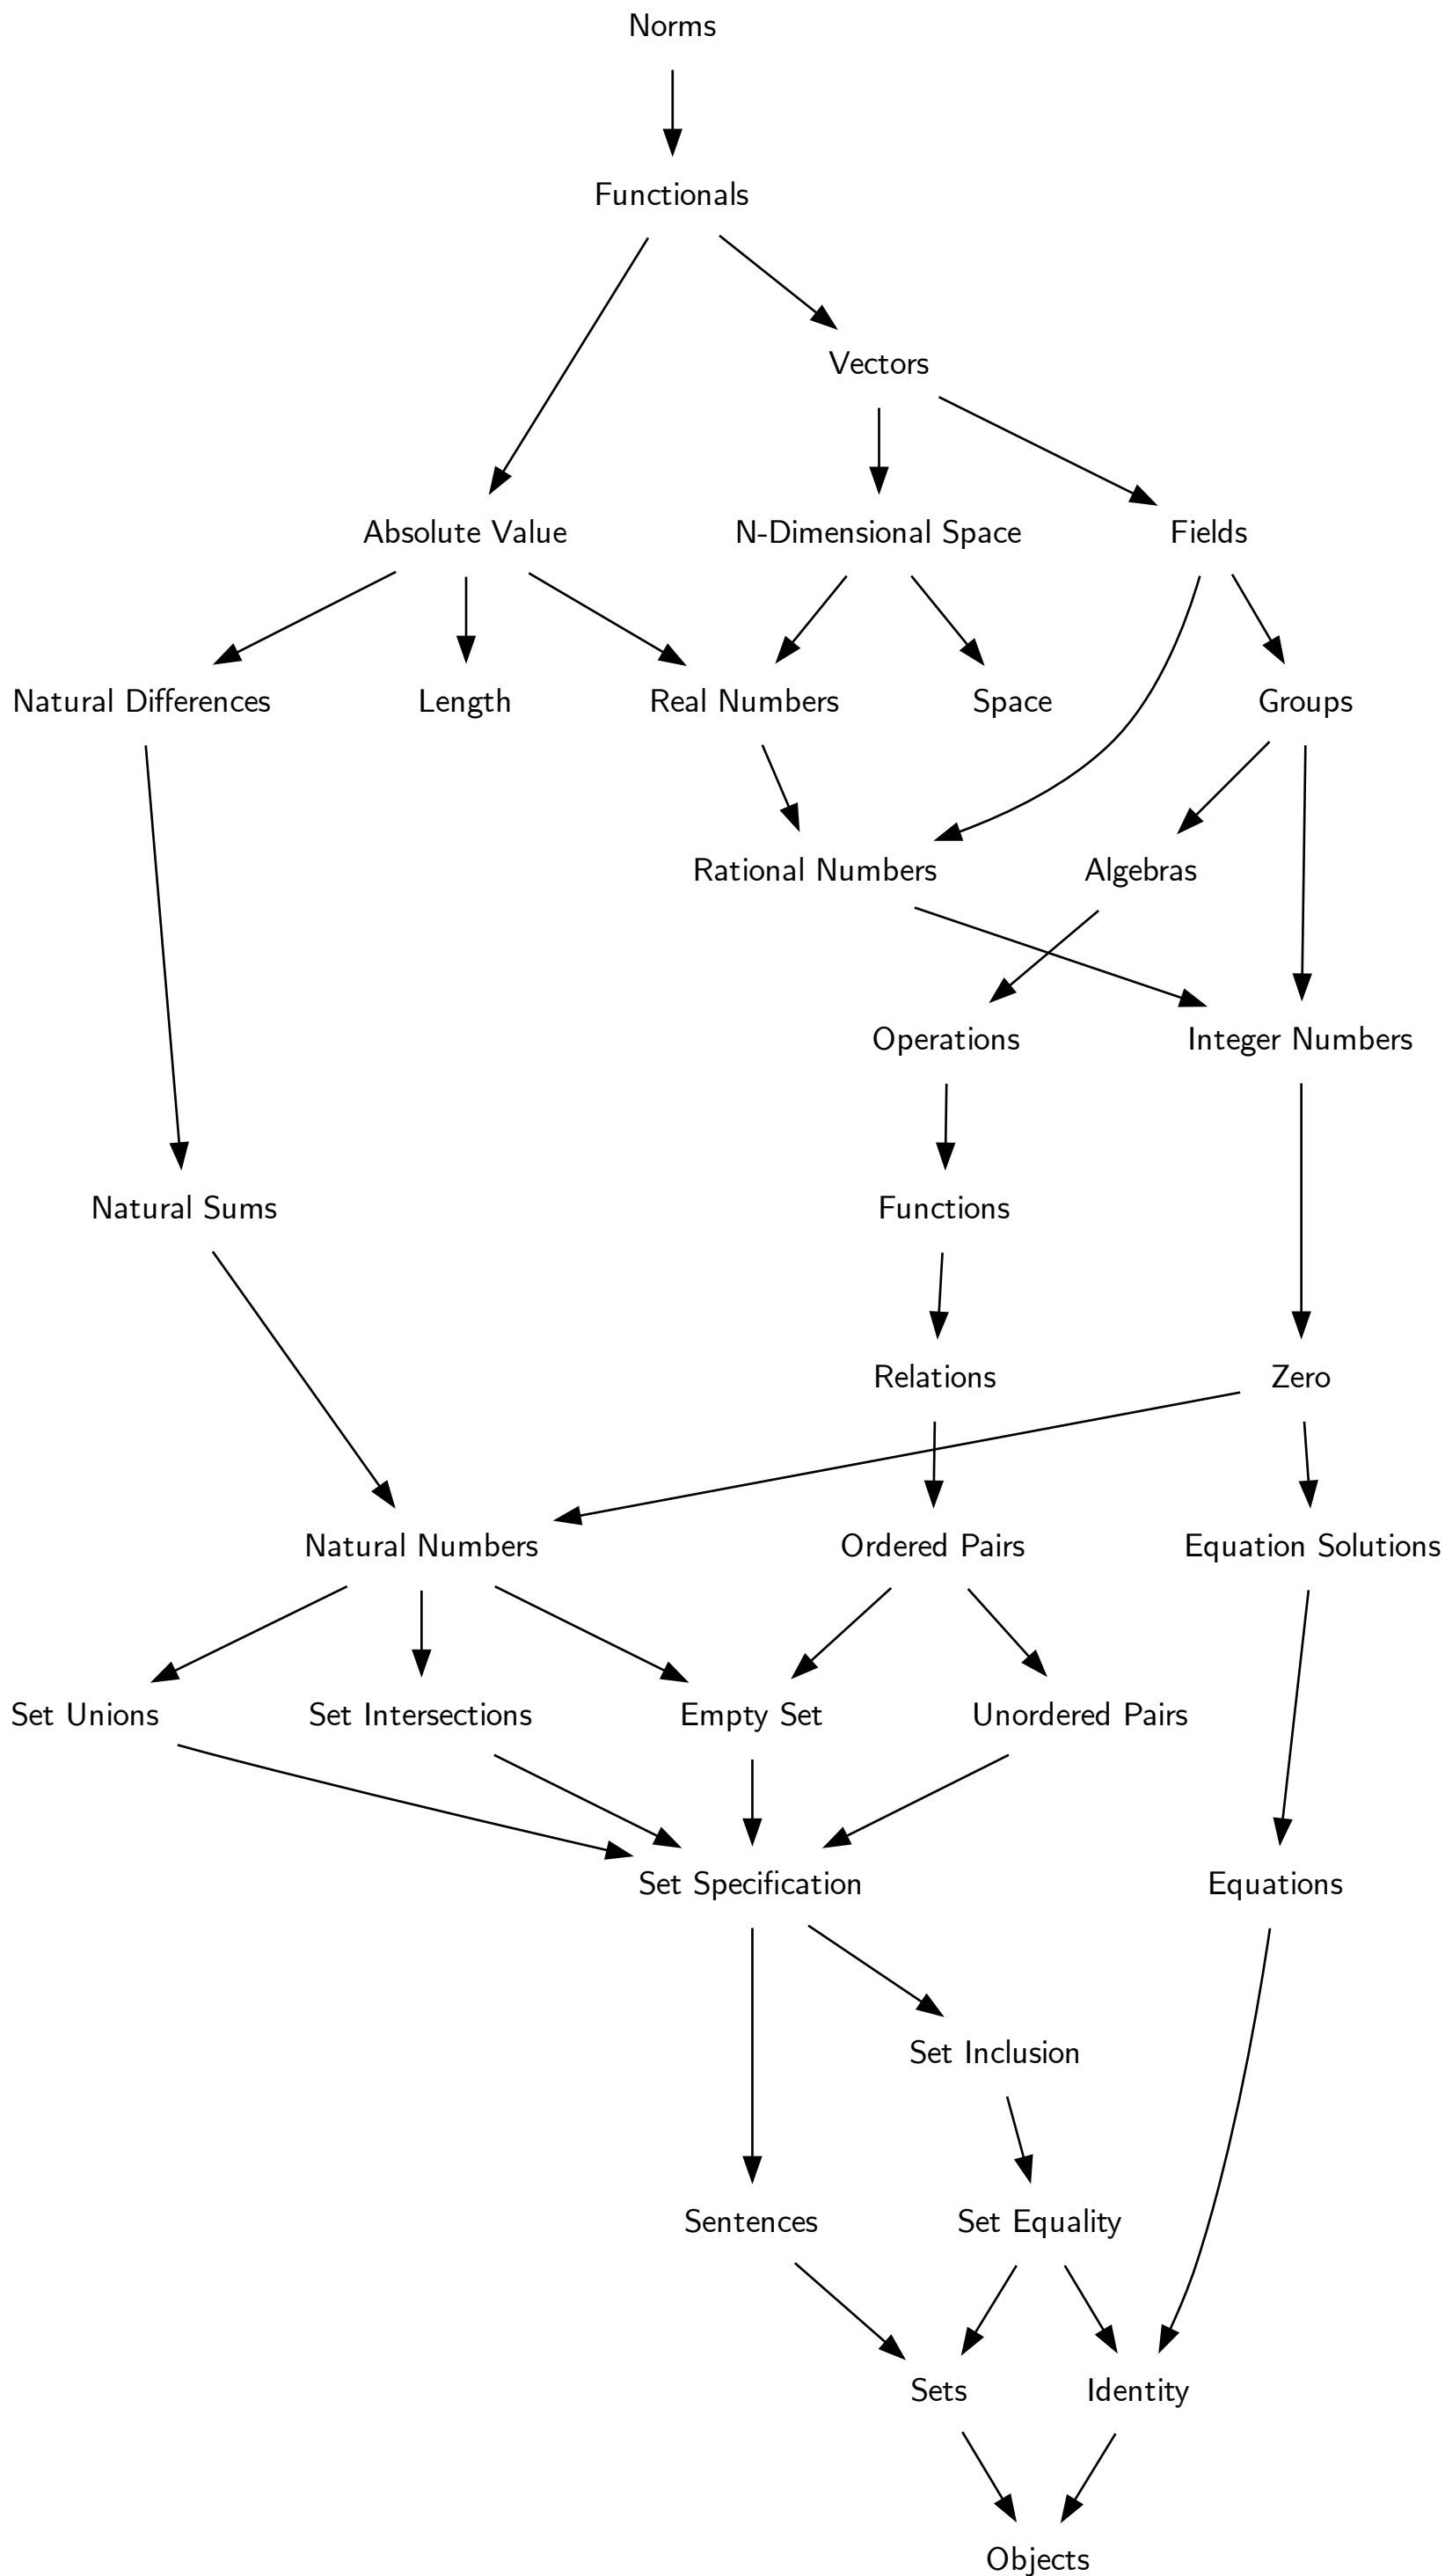 Norms
Functionals
Vectors
Absolute Value
N-Dimensional Space
Fields
Natural Differences
Length
Real Numbers
Space
Groups
Rational Numbers
Algebras
Operations
Integer Numbers
Natural Sums
Functions
Relations
Zero
Natural Numbers
Ordered Pairs
Equation Solutions
Set Unions
Set Intersections
Empty Set
Unordered Pairs
Set Specification
Equations
Set Inclusion
Sentences
Set Equality
Sets
Identity
Objects